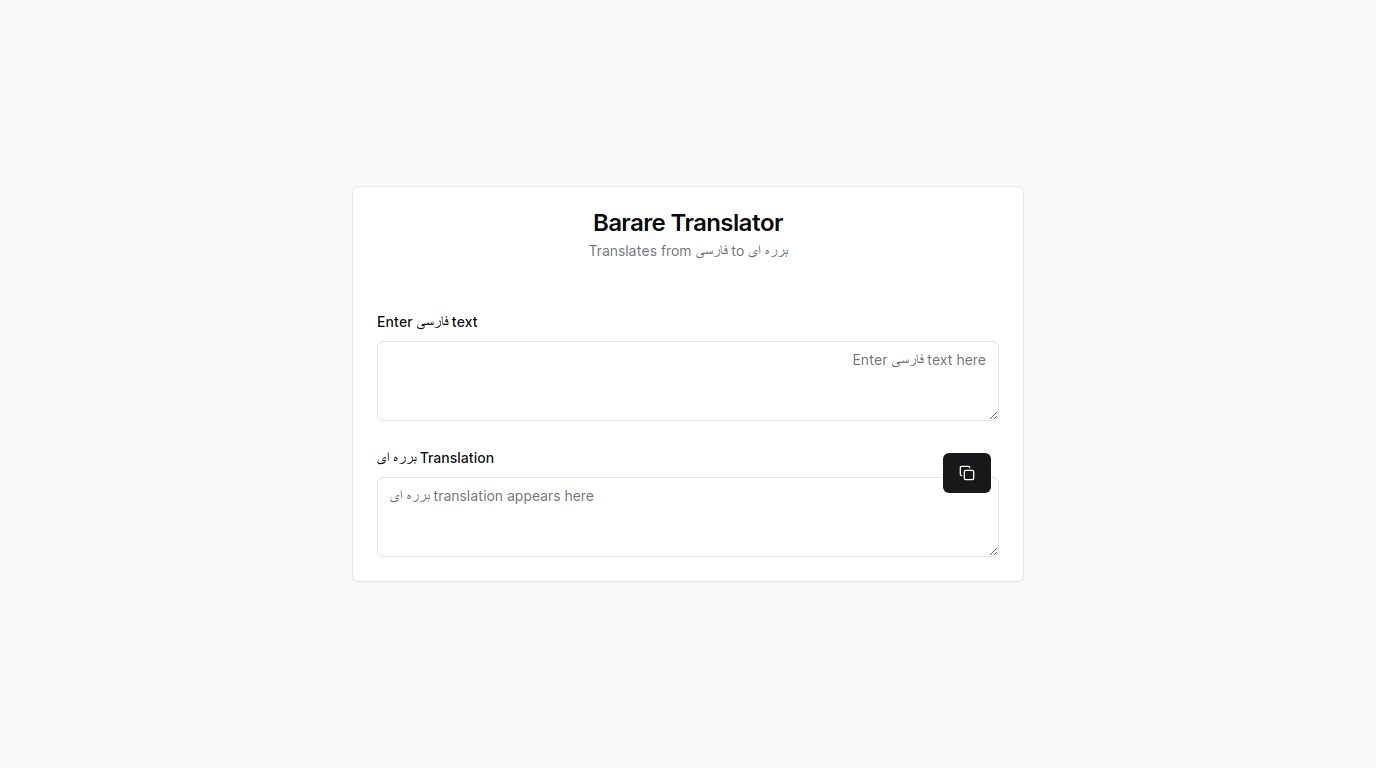 Barare Translator
Translates from فارسی to برره ای
Enter فارسی text
Enter فارسی text here
برره ای Translation
برره ای translation appears here